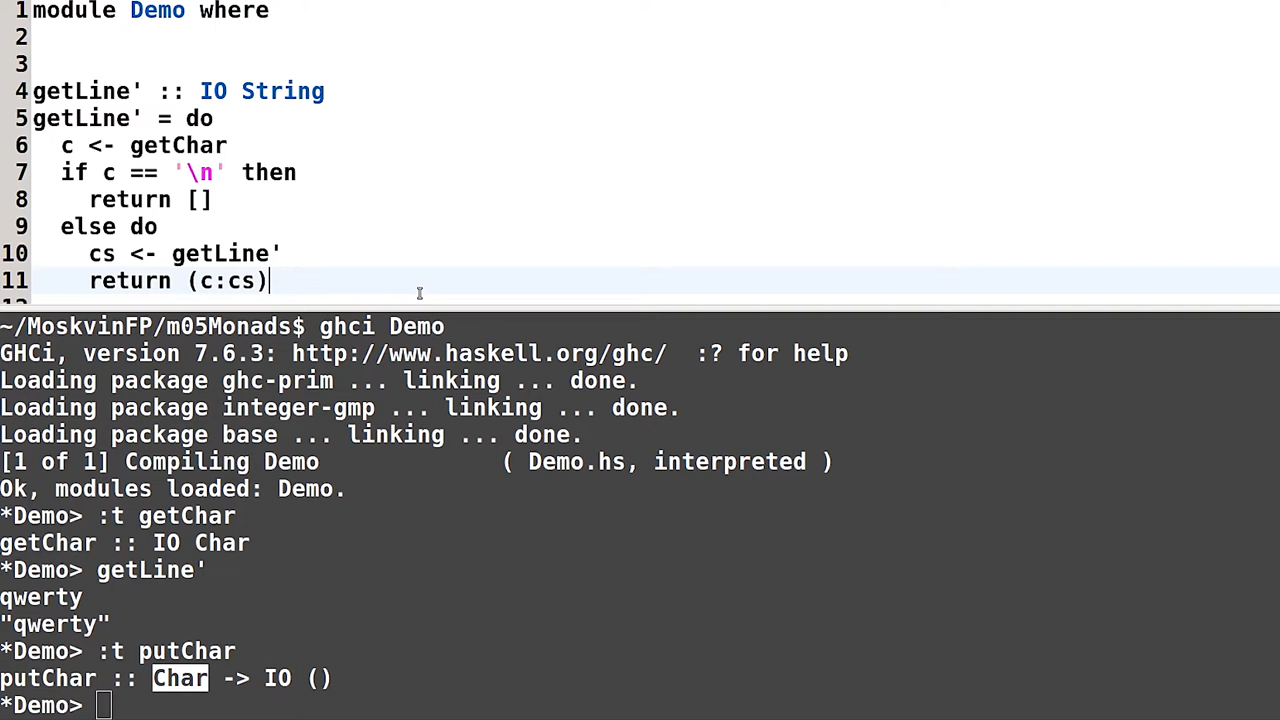 1 module Demo where
2
3
4 getLine' :: IO String
5 getLine' = do
6   c <- getChar
7   if c == '\n' then
8     return []
9   else do
10     cs <- getLine'
11     return (c:cs)
~/MoskvinFP/m05Monads$ ghci Demo
GHCi, version 7.6.3: http://www.haskell.org/ghc/  :? for help
Loading package ghc-prim ... linking ... done.
Loading package integer-gmp ... linking ... done.
Loading package base ... linking ... done.
[1 of 1] Compiling Demo             ( Demo.hs, interpreted )
Ok, modules loaded: Demo.
*Demo> :t getChar
getChar :: IO Char
*Demo> getLine'
qwerty
"qwerty"
*Demo> :t putChar
putChar :: Char -> IO ()
*Demo>